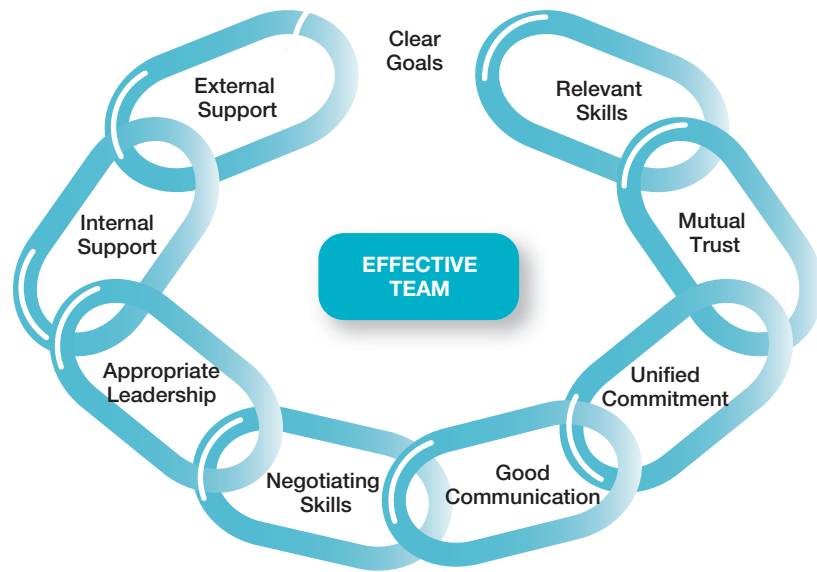 Clear
Goals
Relevant
Skills
Mutual
Trust
Unified
Commitment
Good
Communication
Negotiating
Skills
Appropriate
Leadership
Internal
Support
External
Support
EFFECTIVE
TEAM